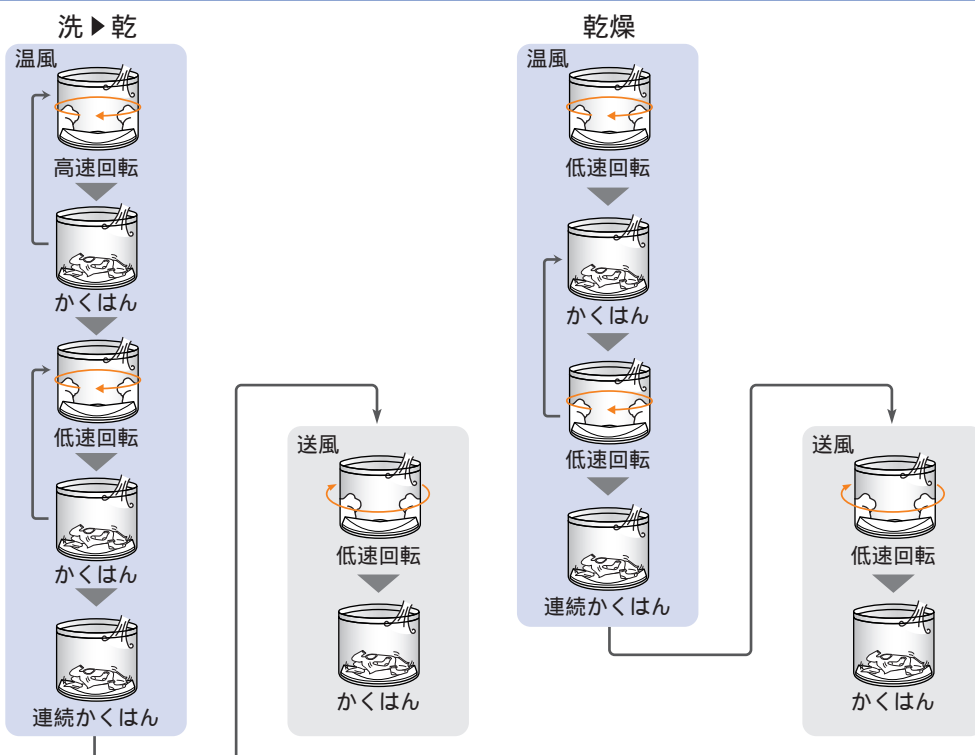 洗▶乾
温風
高速回転
かくはん
低速回転
かくはん
連続かくはん
送風
低速回転
かくはん
乾燥
温風
低速回転
かくはん
低速回転
連続かくはん
送風
低速回転
かくはん